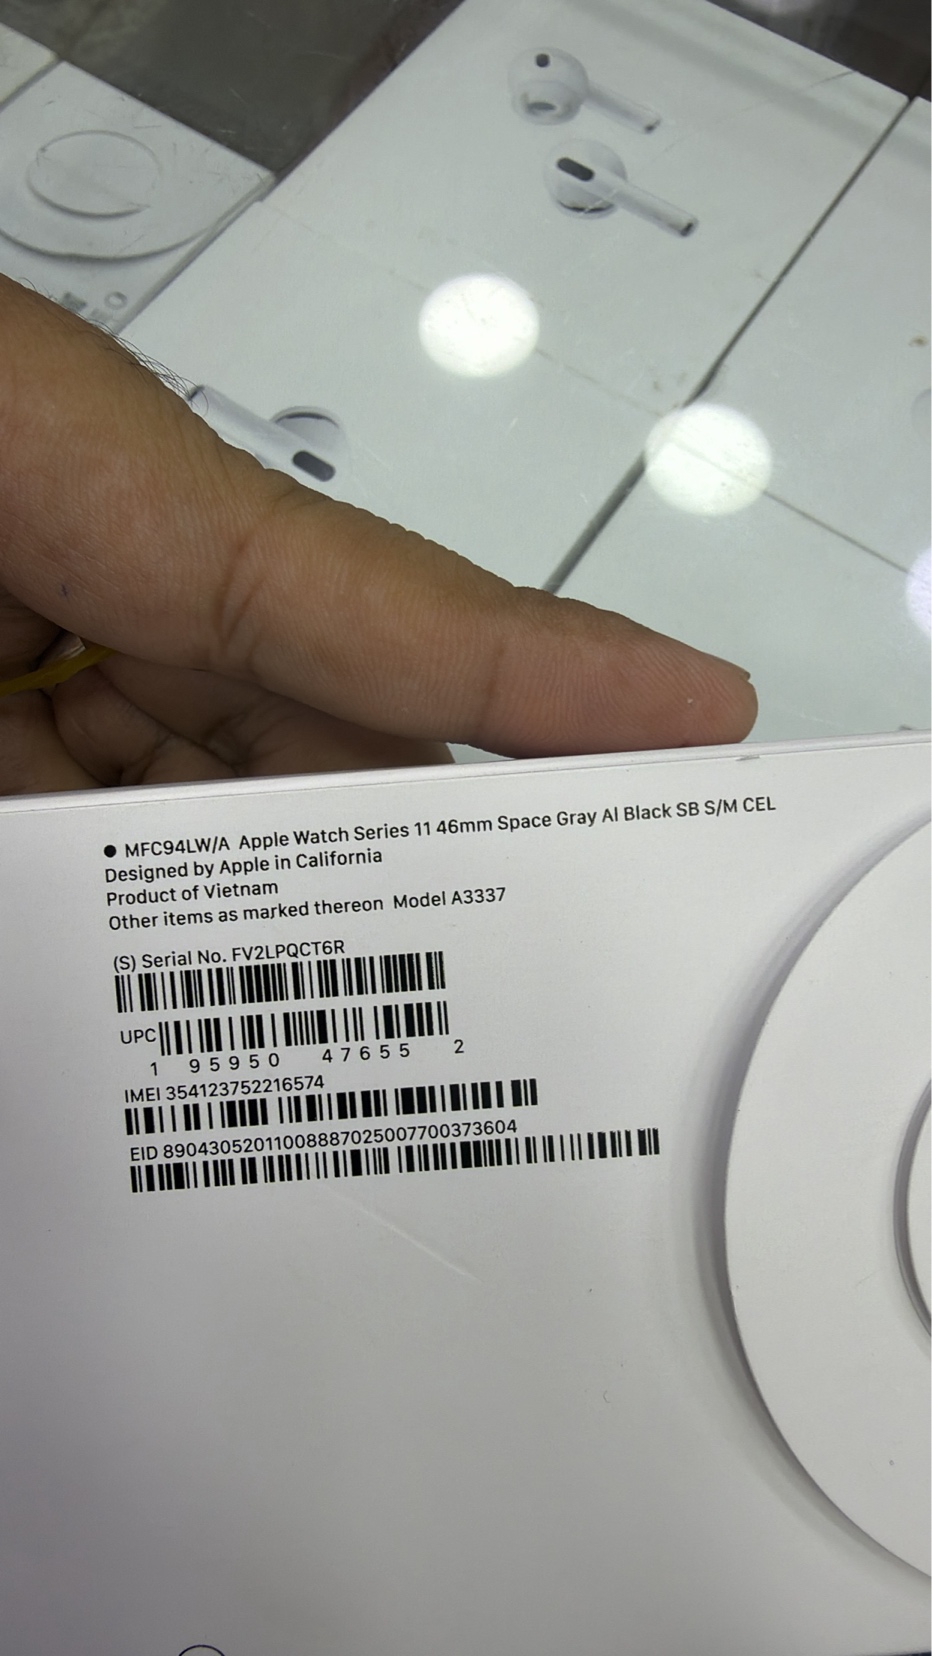 MFC94LW/A Apple Watch Series 11 46mm Space Gray Al Black SB S/M CEL
Designed by Apple in California
Product of Vietnam
Other items as marked thereon Model A3337
(S) Serial No. FV2LPQCT6R
UPC
1 95950 47655 2
IMEI 354123752216574
EID 89043052011008887025007700373604